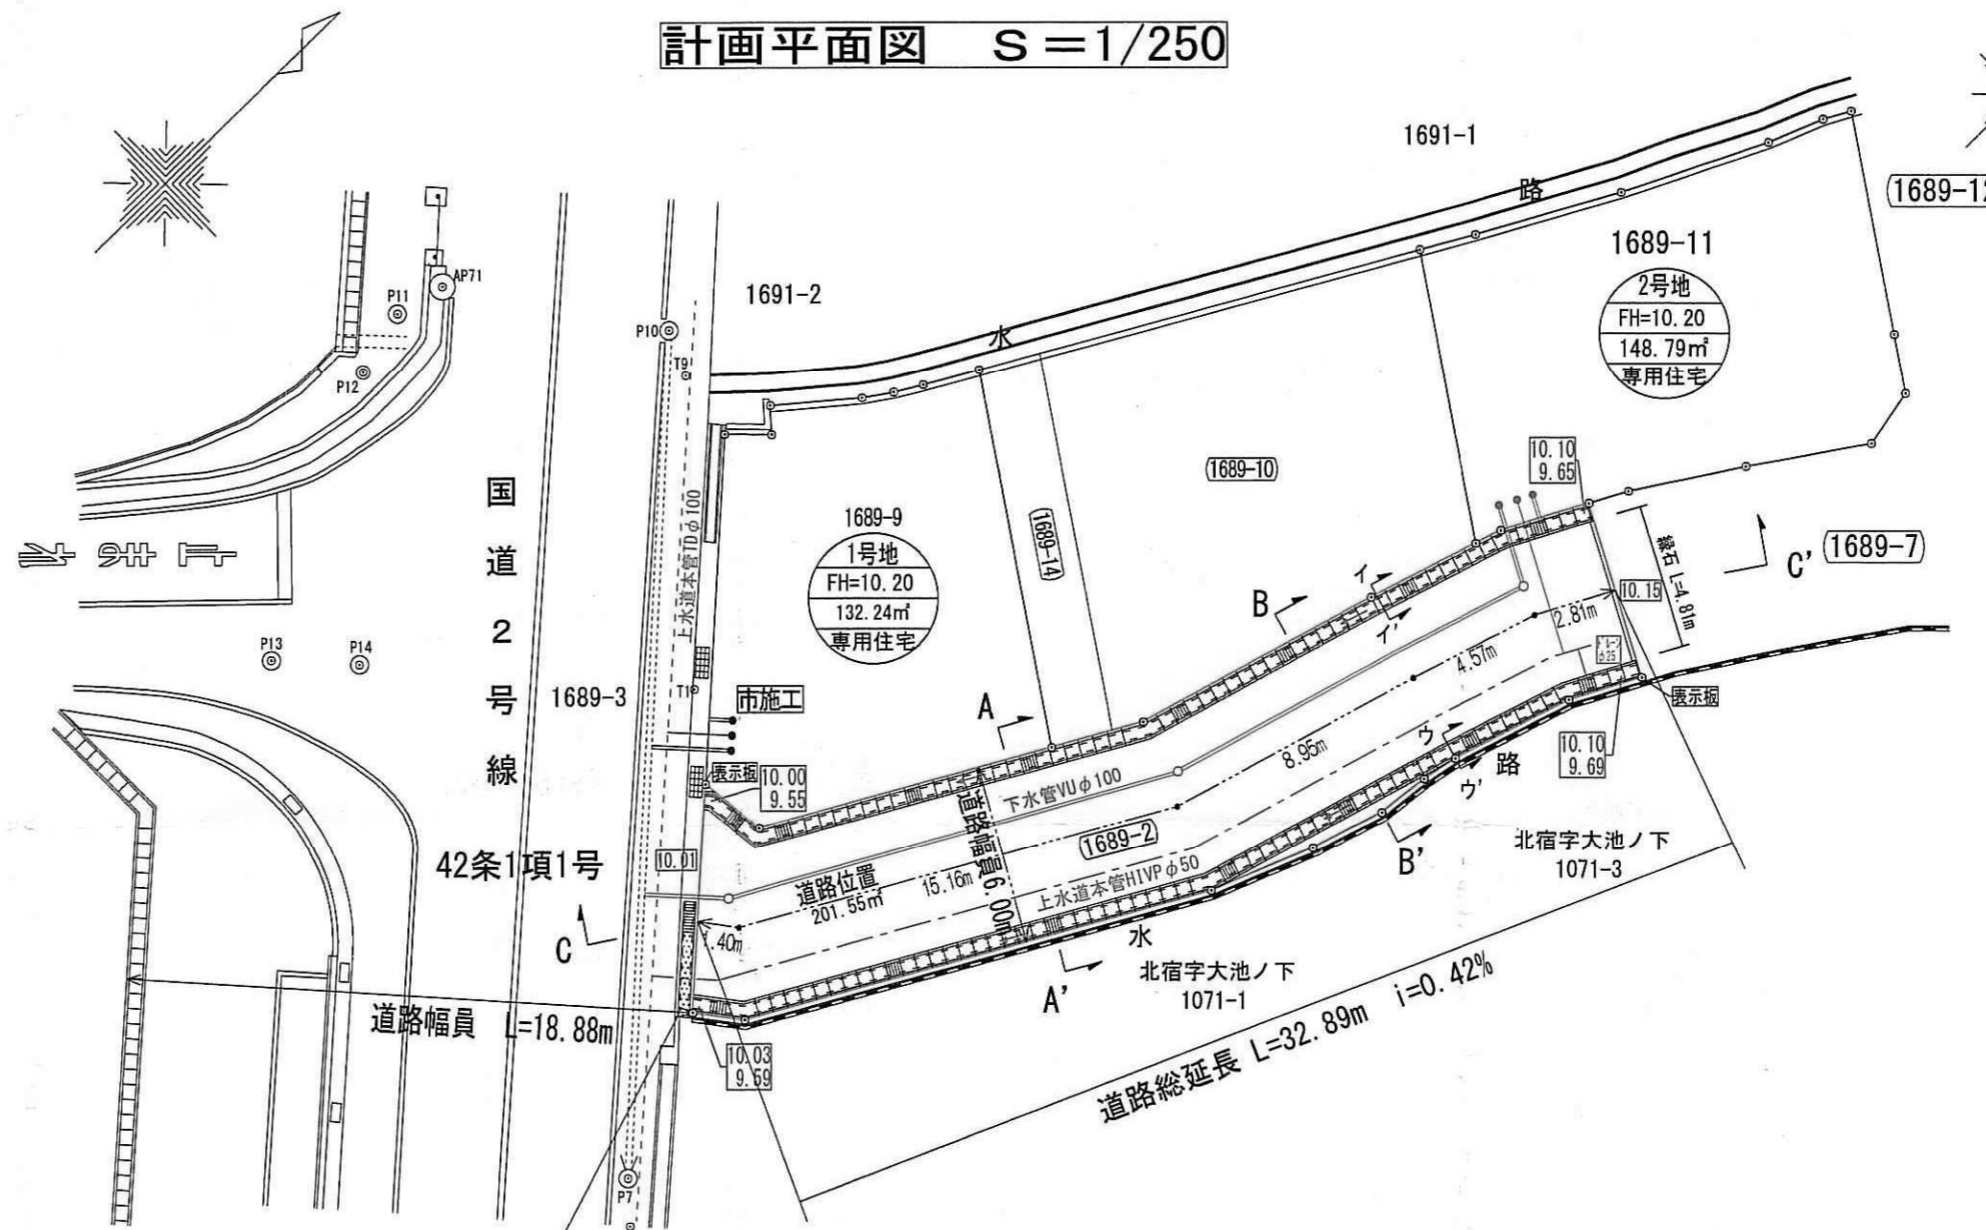 計画平面図 S=1/250
1691-1
路
1689-12
1689-11
2号地
FH=10.20
148.79㎡
専用住宅
AP71
P11
P12
1691-2
P10
T9
水
国道2号線
上水道本管TDφ100
1689-9
1号地
FH=10.20
132.24㎡
専用住宅
1689-14
1689-10
10.10
9.65
縁石 L=4.81m
C'
1689-7
10.15
2.81m
イ
イ'
B
4.57m
P13
P14
1689-3
T1
市施工
A
表示板
10.00
9.55
8.95m
表示板
ウ
ウ'
路
10.10
9.69
下水管VUφ100
道路幅員6.00m
1689-2
42条1項1号
10.01
道路位置
201.55㎡
15.16m
上水道本管HIVPφ50
B'
北宿字大池ノ下
1071-3
C
1.40m
水
A'
北宿字大池ノ下
1071-1
道路幅員 L=18.88m
10.03
9.59
道路総延長 L=32.89m i=0.42%
P7